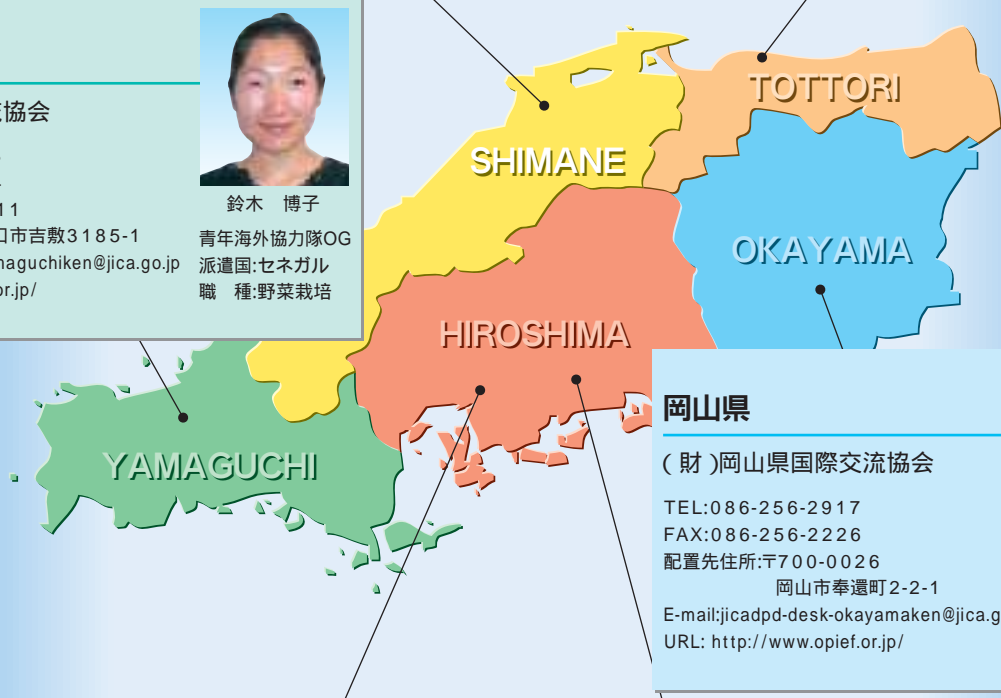 協会
11
口市吉敷3185-1
naguchiken@jica.go.jp
or.jp/
鈴木　博子
青年海外協力隊OG
派遣国:セネガル
職　種:野菜栽培
TOTTORI
SHIMANE
OKAYAMA
HIROSHIMA
YAMAGUCHI
岡山県
(財)岡山県国際交流協会
TEL:086-256-2917
FAX:086-256-2226
配置先住所:〒700-0026
岡山市奉還町2-2-1
E-mail:jicadpd-desk-okayamaken@jica.g
URL: http://www.opief.or.jp/